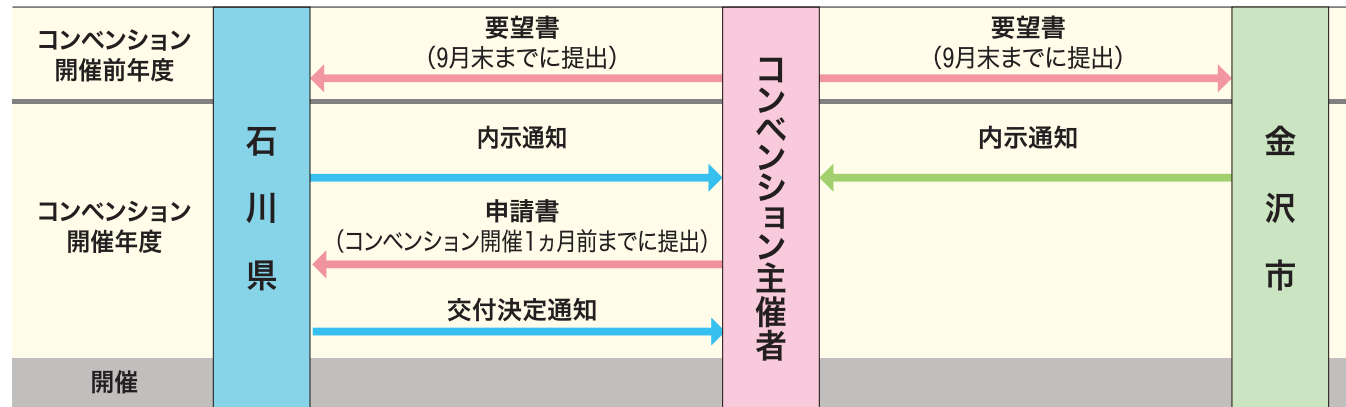 コンベンション
開催前年度
要望書
（9月末までに提出）
要望書
（9月末までに提出）
石川県
コンベンション主催者
金沢市
コンベンション
開催年度
内示通知
内示通知
申請書
（コンベンション開催1ヵ月前までに提出）
交付決定通知
開催